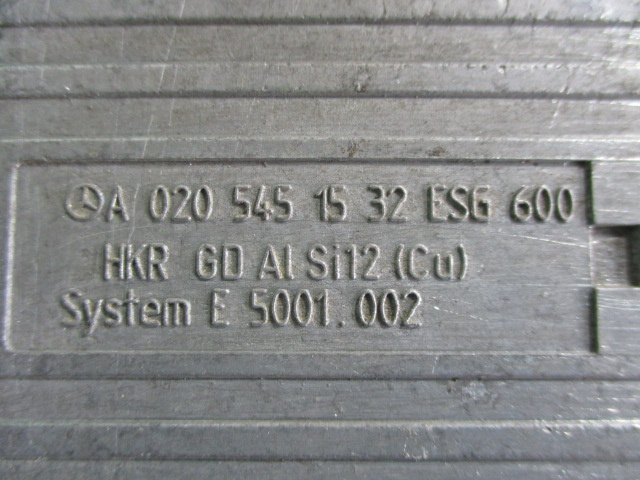 A 020 545 15 32 ESG 600
HKR GD Al Si12 (Cu)
System E 5001.002